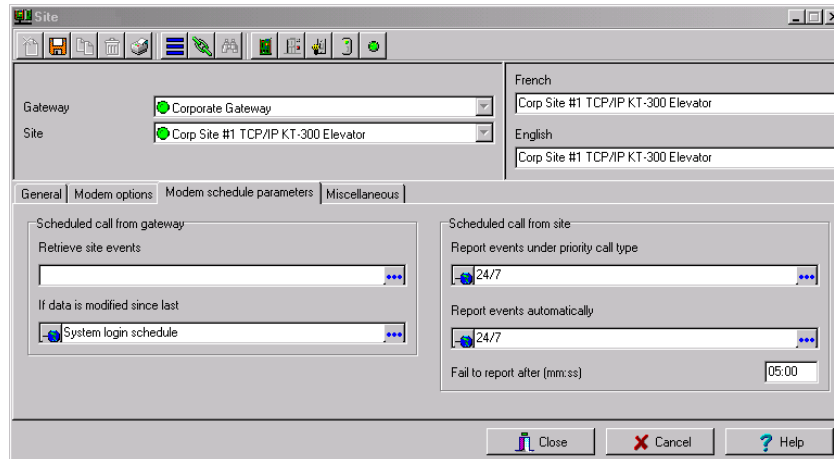 Site
French
Gateway
Corporate Gateway
Corp Site #1 TCP/IP KT-300 Elevator
Site
Corp Site #1 TCP/IP KT-300 Elevator
English
Corp Site #1 TCP/IP KT-300 Elevator
General
Modem options
Modem schedule parameters
Miscellaneous
Scheduled call from gateway
Retrieve site events
If data is modified since last
System login schedule
Scheduled call from site
Report events under priority call type
24/7
Report events automatically
24/7
Fail to report after (mm:ss)
05:00
Close
Cancel
? Help